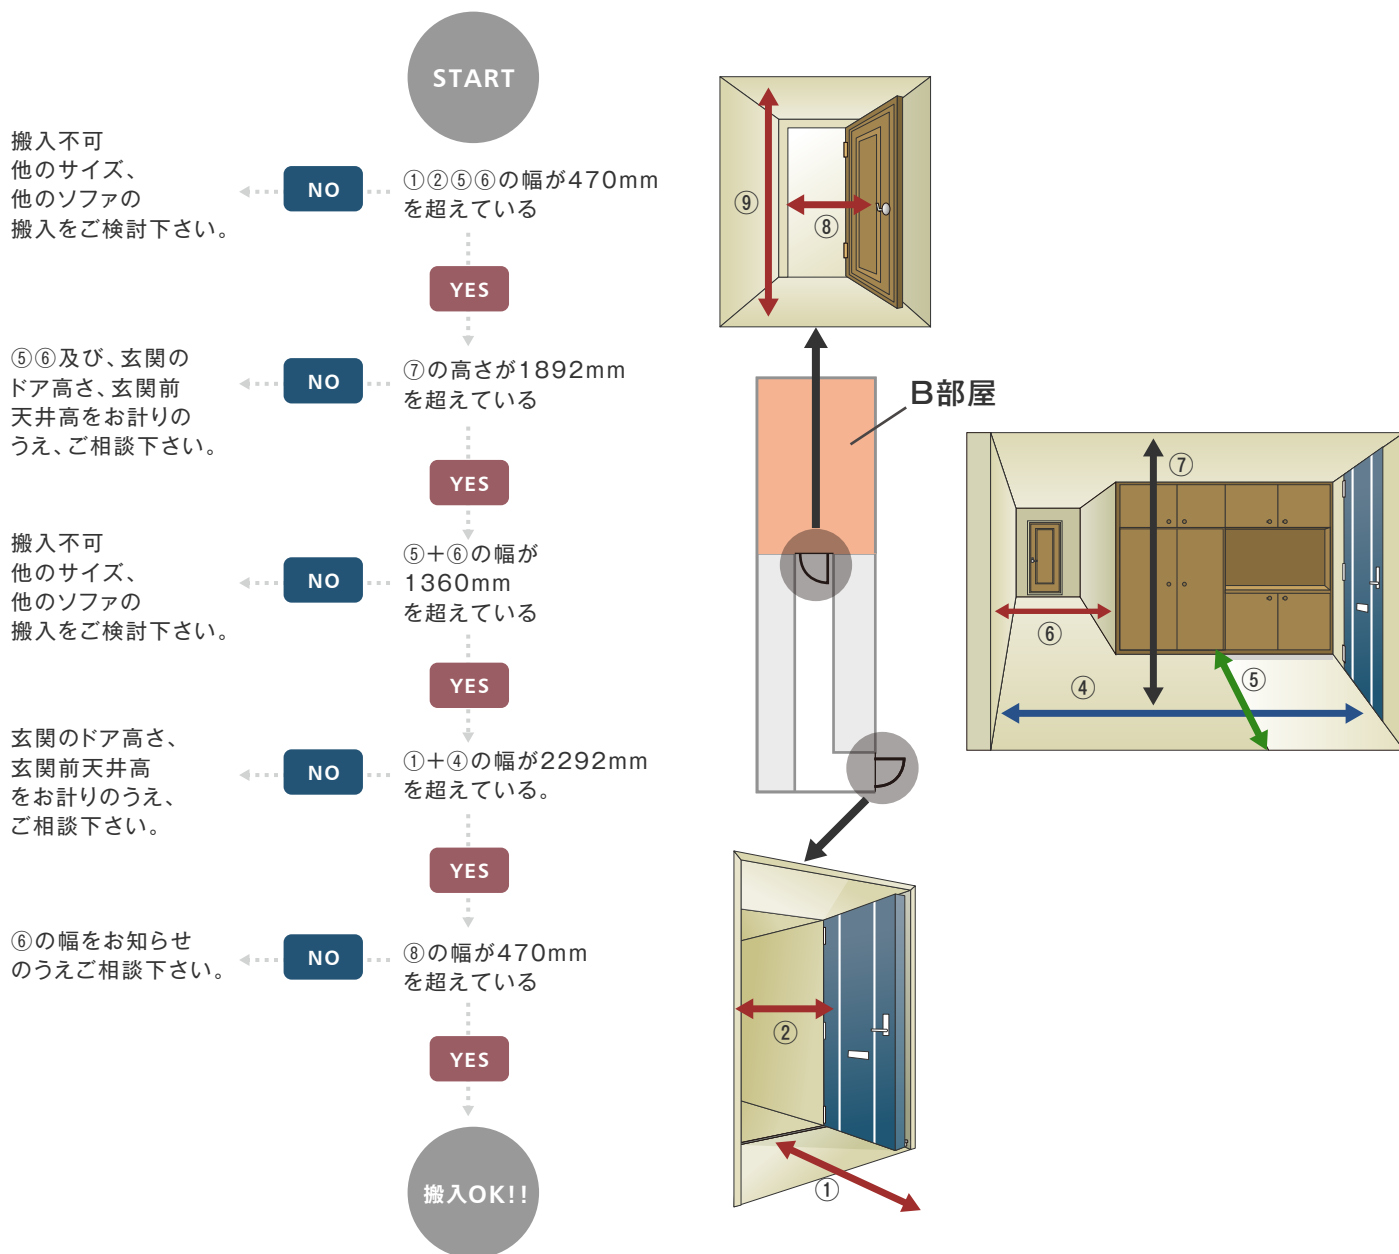 START
①②⑤⑥の幅が470mm
を超えている
NO
搬入不可
他のサイズ、
他のソファの
搬入をご検討下さい。
YES
⑦の高さが1892mm
を超えている
NO
⑤⑥及び、玄関の
ドア高さ、玄関前
天井高をお計りの
うえ、ご相談下さい。
YES
⑤＋⑥の幅が
1360mm
を超えている
NO
搬入不可
他のサイズ、
他のソファの
搬入をご検討下さい。
YES
①＋④の幅が2292mm
を超えている。
NO
玄関のドア高さ、
玄関前天井高
をお計りのうえ、
ご相談下さい。
YES
⑧の幅が470mm
を超えている
NO
⑥の幅をお知らせ
のうえご相談下さい。
YES
搬入OK!!
⑨
⑧
B部屋
⑦
⑥
④
⑤
②
①